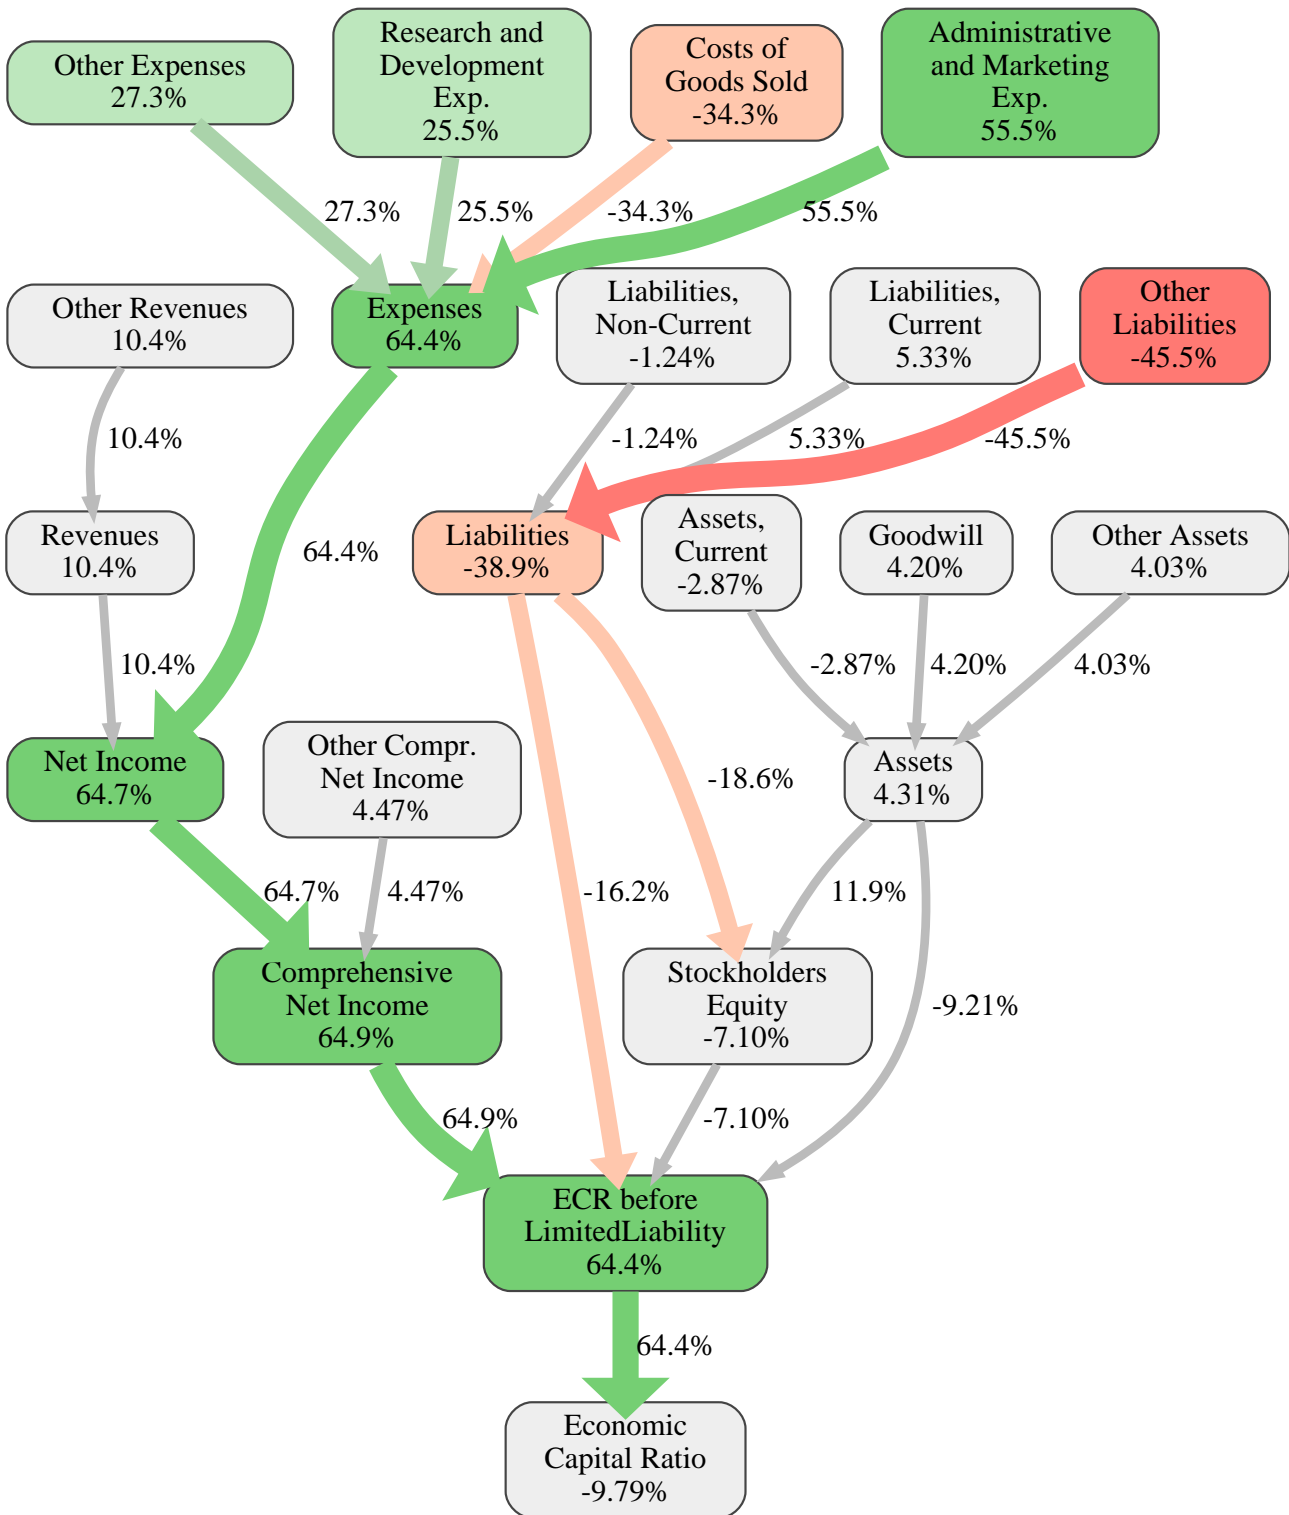 Other Expenses
27.3%
Research and
Development
Exp.
25.5%
Costs of
Goods Sold
-34.3%
Administrative
and Marketing
Exp.
55.5%
27.3%
25.5%
-34.3%
55.5%
Other Revenues
10.4%
Expenses
64.4%
Liabilities,
Non-Current
-1.24%
Liabilities,
Current
5.33%
Other
Liabilities
-45.5%
10.4%
-1.24%
5.33%
-45.5%
Revenues
10.4%
64.4%
Liabilities
-38.9%
Assets,
Current
-2.87%
Goodwill
4.20%
Other Assets
4.03%
10.4%
-2.87%
4.20%
4.03%
Net Income
64.7%
Other Compr.
Net Income
4.47%
-18.6%
Assets
4.31%
64.7%
4.47%
-16.2%
11.9%
Comprehensive
Net Income
64.9%
Stockholders
Equity
-7.10%
-9.21%
64.9%
-7.10%
ECR before
LimitedLiability
64.4%
64.4%
Economic
Capital Ratio
-9.79%